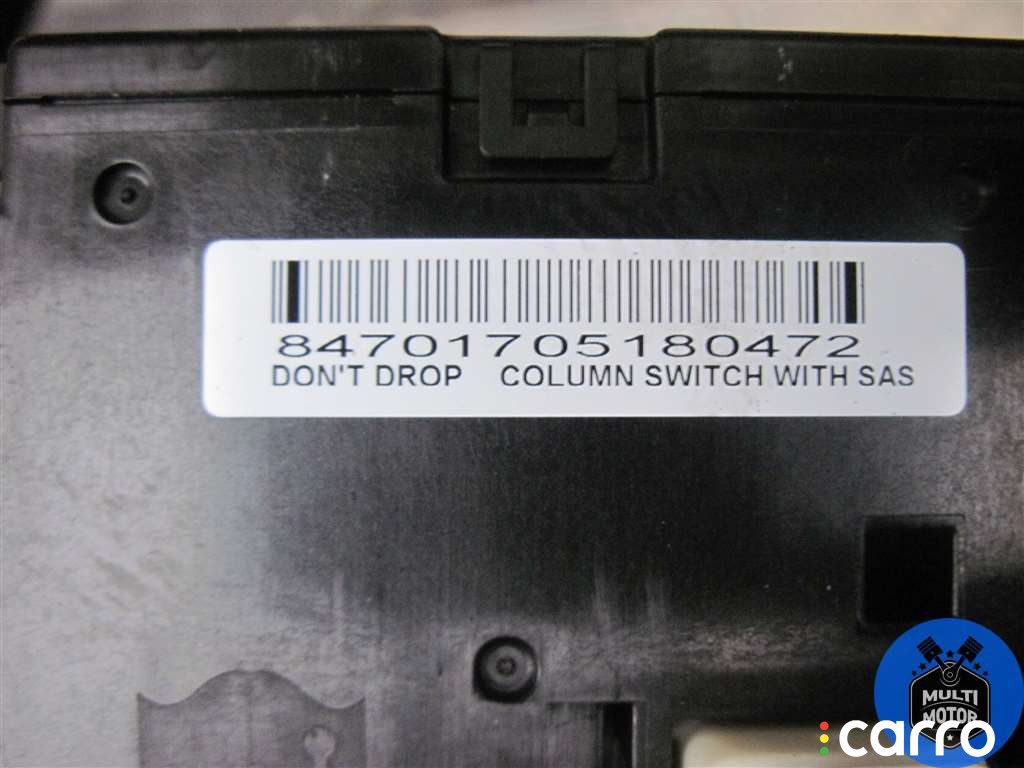 84701705180472
DON'T DROP COLUMN SWITCH WITH SAS
MULTI
MOTOR
carro